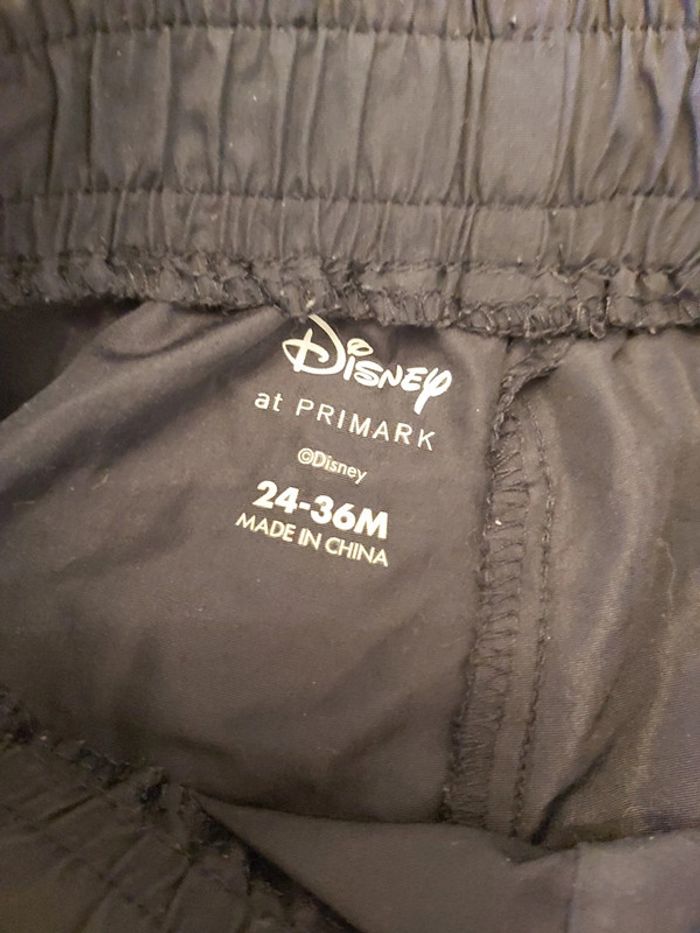 Disney
at PRIMARK
©Disney
24-36M
MADE IN CHINA